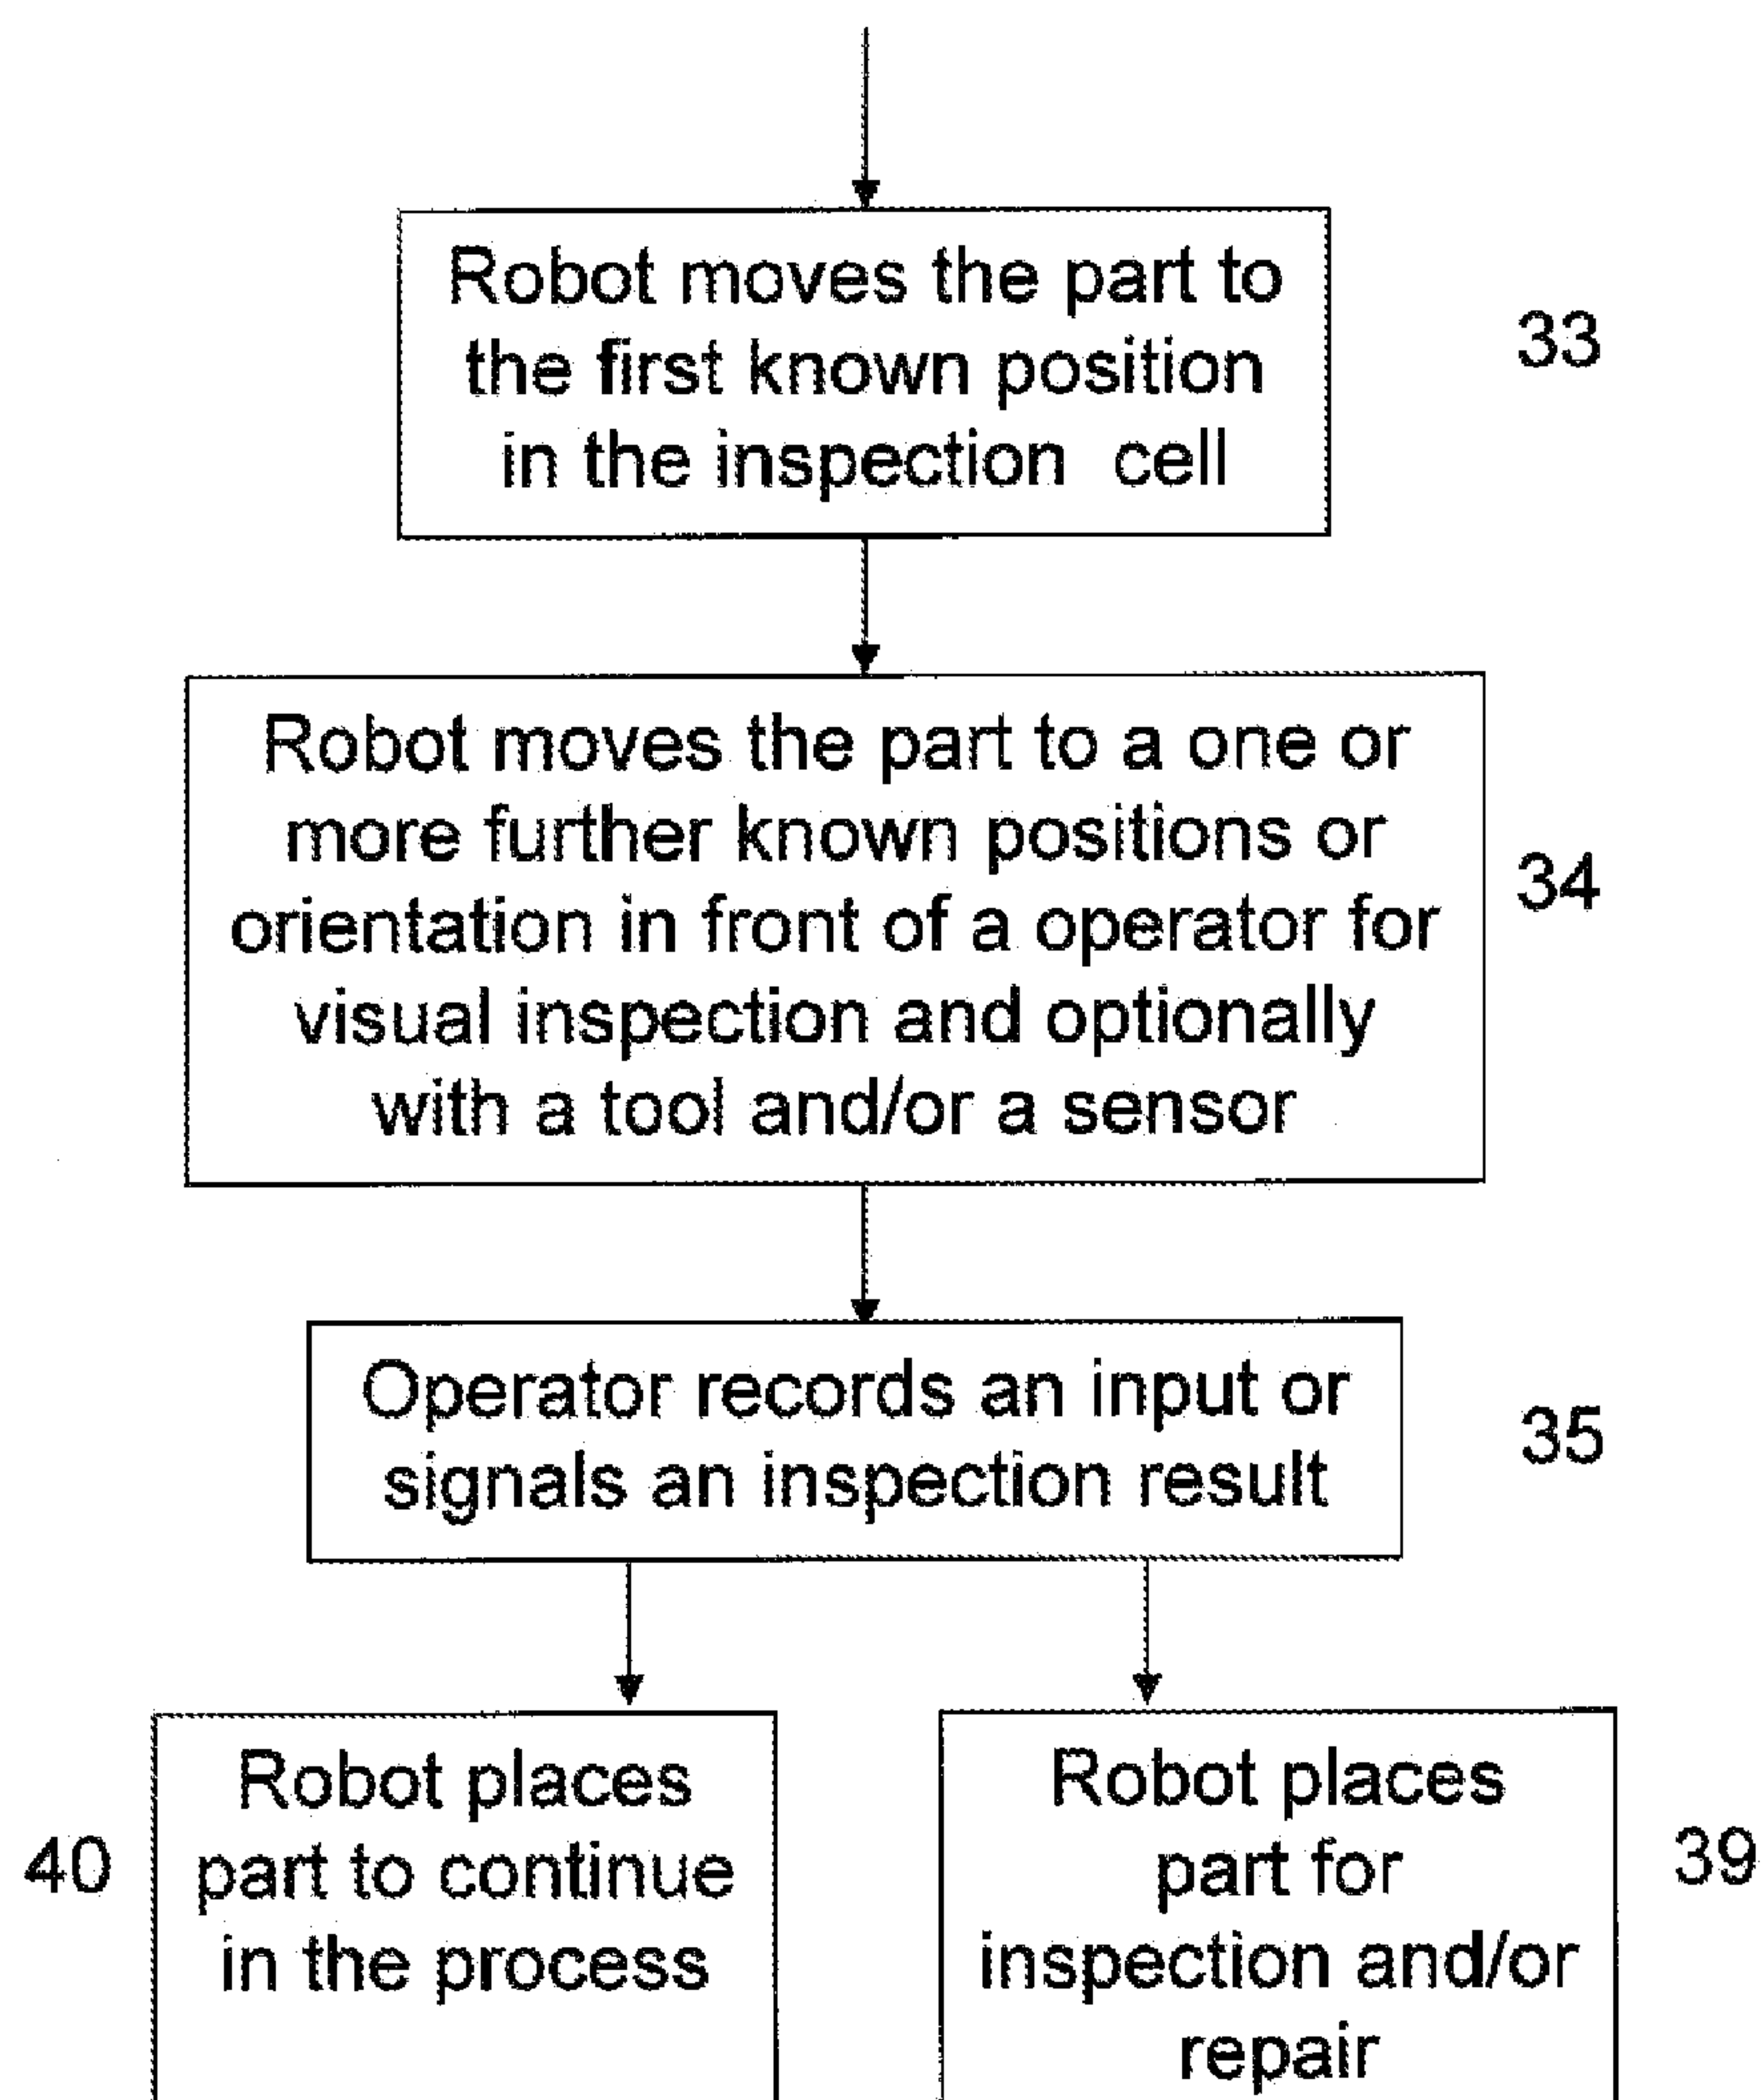 Robot moves the part to
the first known position
in the inspection cell
33
Robot moves the part to a one or
more further known positions or
orientation in front of a operator for
visual inspection and optionally
with a tool and/or a sensor
34
Operator records an input or
signals an inspection result
35
40
Robot places
part to continue
in the process
Robot places
part for
inspection and/or
repair
39